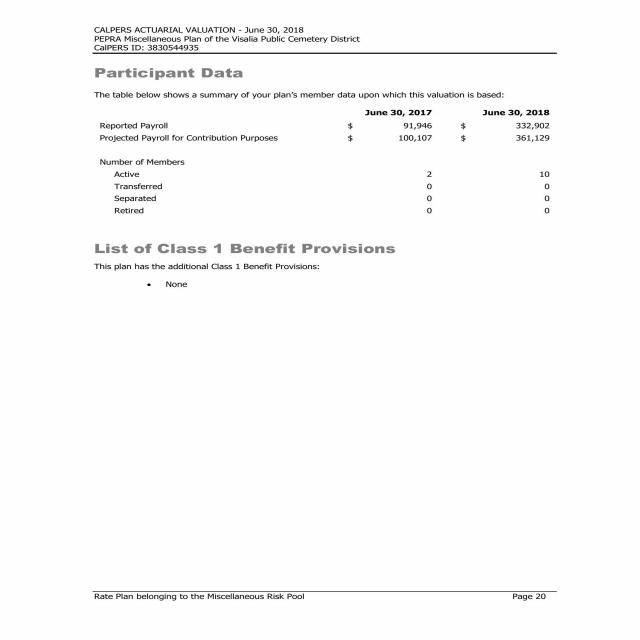 CALPERS ACTUARIAL VALUATION - June 30, 2018
PEPRA Miscellaneous Plan of the Visalia Public Cemetery District
CalPERS ID: 3830544935
Participant Data
The table below shows a summary of your plan's member data upon which this valuation is based:
June 30, 2017 June 30, 2018
Reported Payroll $ 91,946 $ 332,902
Projected Payroll for Contribution Purposes $ 100,107 $ 361,129
Number of Members
Active 2 10
Transferred 0 0
Separated 0 0
Retired 0 0
List of Class 1 Benefit Provisions
This plan has the additional Class 1 Benefit Provisions:
• None
Rate Plan belonging to the Miscellaneous Risk Pool Page 20